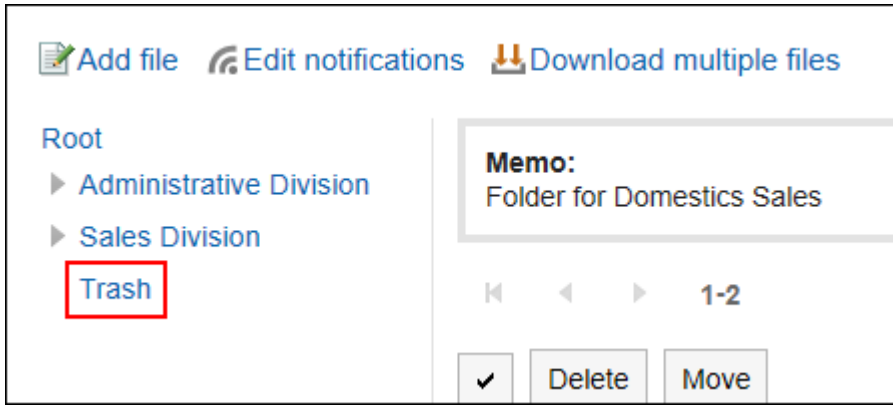 Add file Edit notifications Download multiple files
Root
Administrative Division
Sales Division
Trash
Memo:
Folder for Domestics Sales
1-2
Delete Move